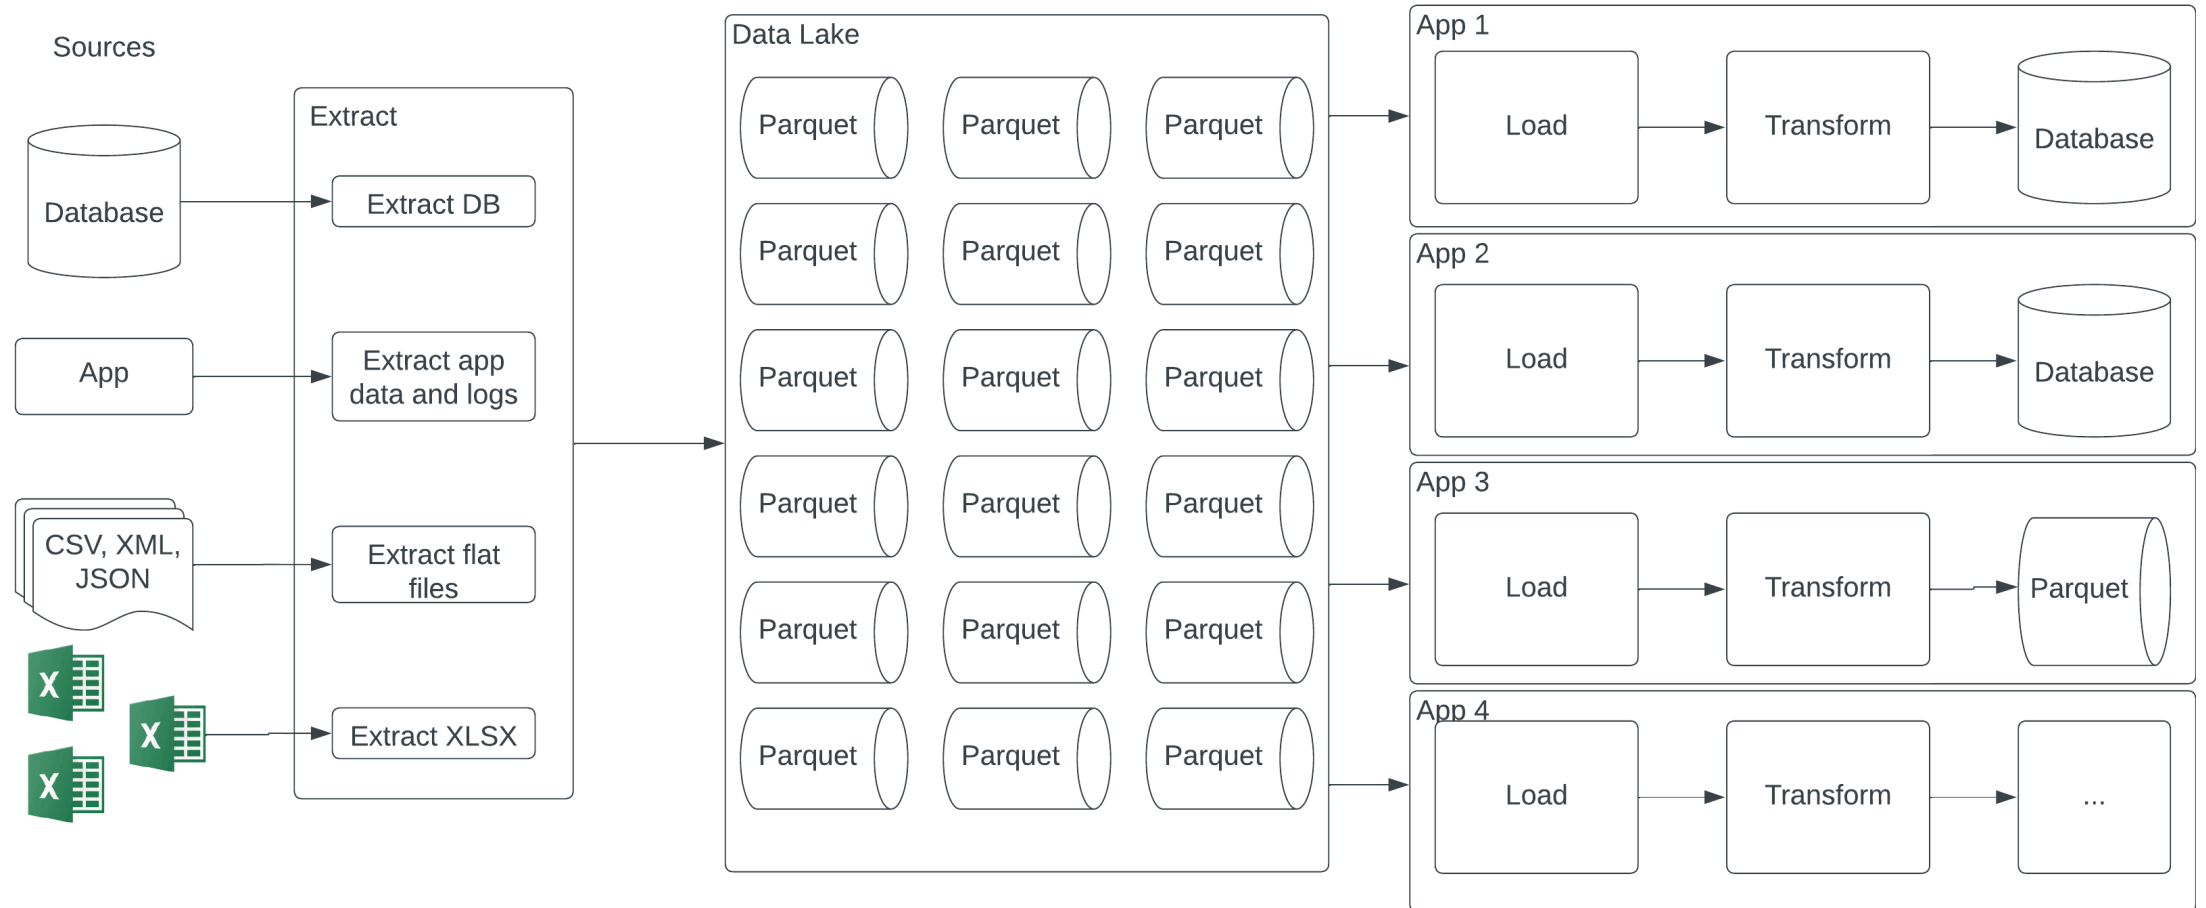 Sources
Database
App
CSV, XML,
JSON
X
X
X
Extract
Extract DB
Extract app
data and logs
Extract flat
files
Extract XLSX
Data Lake
Parquet Parquet Parquet
Parquet Parquet Parquet
Parquet Parquet Parquet
Parquet Parquet Parquet
Parquet Parquet Parquet
Parquet Parquet Parquet
App 1
Load Transform Database
App 2
Load Transform Database
App 3
Load Transform Parquet
App 4
Load Transform ...